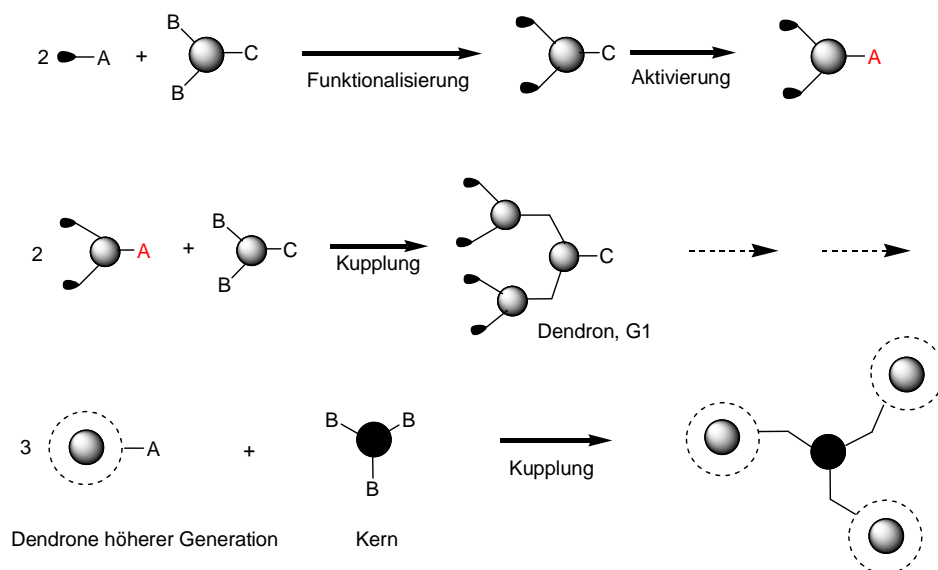 2 A + B B C Funktionalisierung C Aktivierung A
2 A + B B C Kupplung C
Dendron, G1
3 A + B B B Kupplung
Dendrone höherer Generation Kern